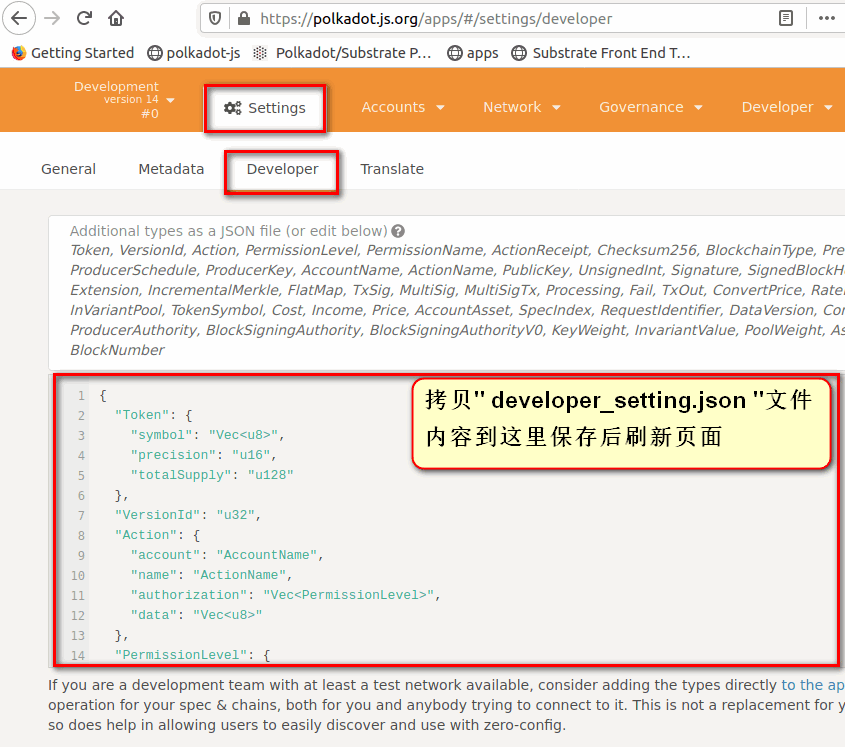 https://polkadot.js.org/apps/#/settings/developer
Getting Started polkadot-js Polkadot/Substrate P… apps Substrate Front End T…
Development
version 14
#0
Settings Accounts Network Governance Developer
General Metadata Developer Translate
Additional types as a JSON file (or edit below)
Token, VersionId, Action, PermissionLevel, PermissionName, ActionReceipt, Checksum256, BlockchainType, Pre
ProducerSchedule, ProducerKey, AccountName, ActionName, PublicKey, UnsignedInt, Signature, SignedBlockHe
Extension, IncrementalMerkle, FlatMap, TxSig, MultiSig, MultiSigTx, Processing, Fail, TxOut, ConvertPrice, Rate
InVariantPool, TokenSymbol, Cost, Income, Price, AccountAsset, SpecIndex, RequestIdentifier, DataVersion, Cor
ProducerAuthority, BlockSigningAuthority, BlockSigningAuthorityV0, KeyWeight, InvariantValue, PoolWeight, As
BlockNumber
拷贝" developer_setting.json "文件
内容到这里保存后刷新页面
1 {
2 "Token": {
3 "symbol": "Vec<u8>",
4 "precision": "u16",
5 "totalSupply": "u128"
6 },
7 "VersionId": "u32",
8 "Action": {
9 "account": "AccountName",
10 "name": "ActionName",
11 "authorization": "Vec<PermissionLevel>",
12 "data": "Vec<u8>"
13 },
14 "PermissionLevel": {
If you are a development team with at least a test network available, consider adding the types directly to the ap
operation for your spec & chains, both for you and anybody trying to connect to it. This is not a replacement for y
so does help in allowing users to easily discover and use with zero-config.